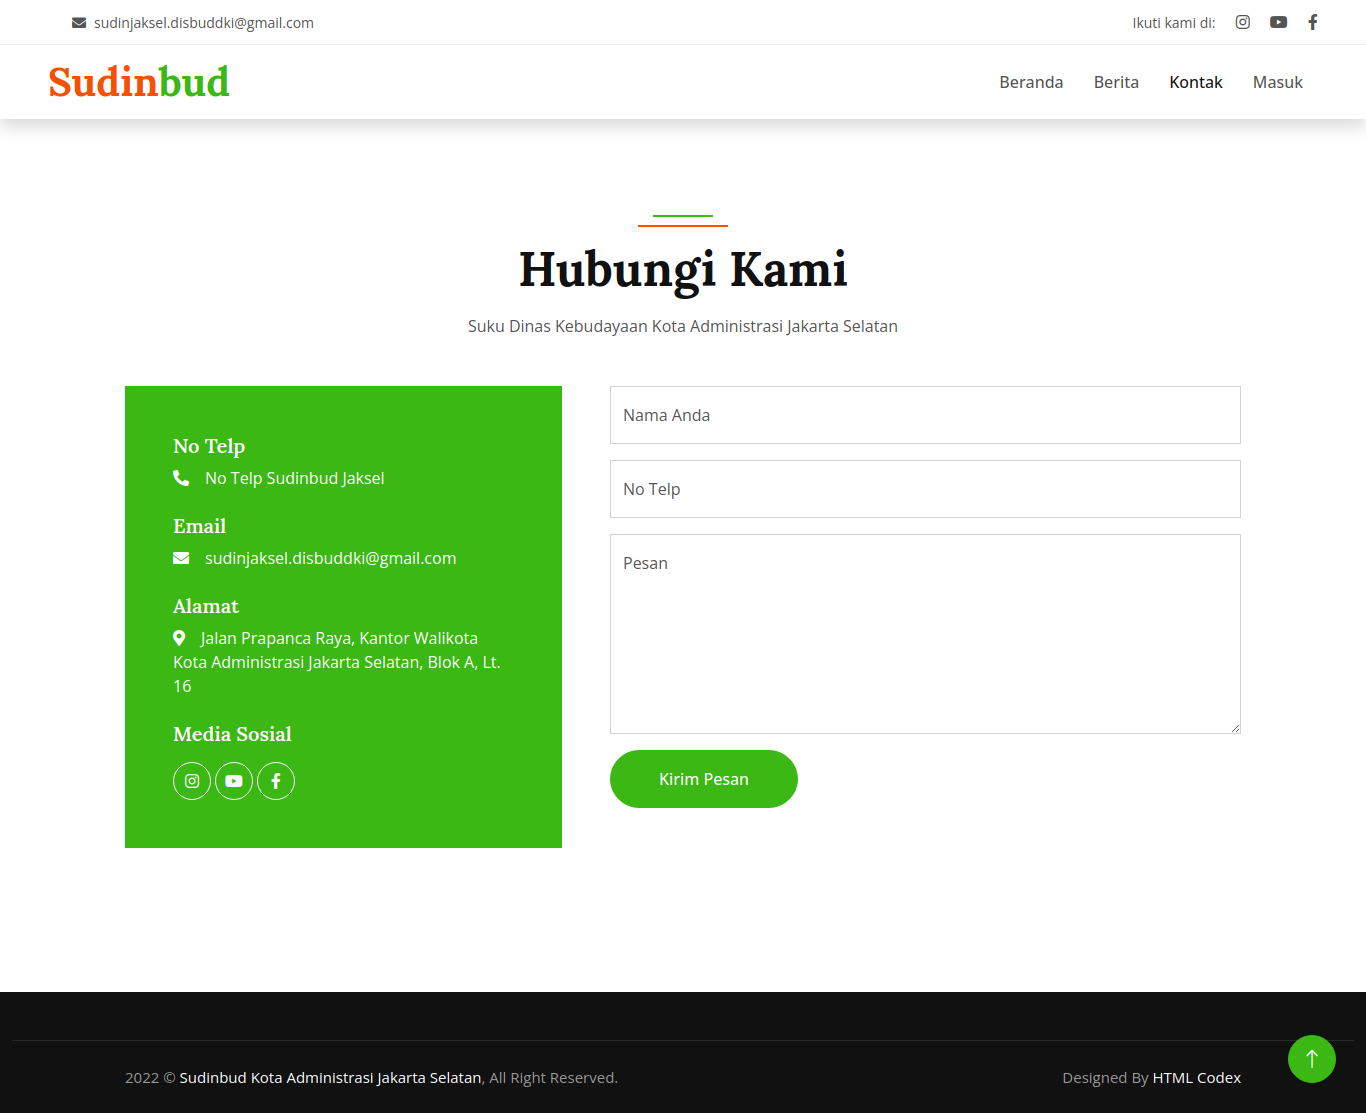 sudinjaksel.disbuddki@gmail.com
Ikuti kami di:
Sudinbud
Beranda
Berita
Kontak
Masuk
Hubungi Kami
Suku Dinas Kebudayaan Kota Administrasi Jakarta Selatan
No Telp
No Telp Sudinbud Jaksel
Email
sudinjaksel.disbuddki@gmail.com
Alamat
Jalan Prapanca Raya, Kantor Walikota
Kota Administrasi Jakarta Selatan, Blok A, Lt.
16
Media Sosial
Nama Anda
No Telp
Pesan
Kirim Pesan
2022 © Sudinbud Kota Administrasi Jakarta Selatan, All Right Reserved.
Designed By HTML Codex